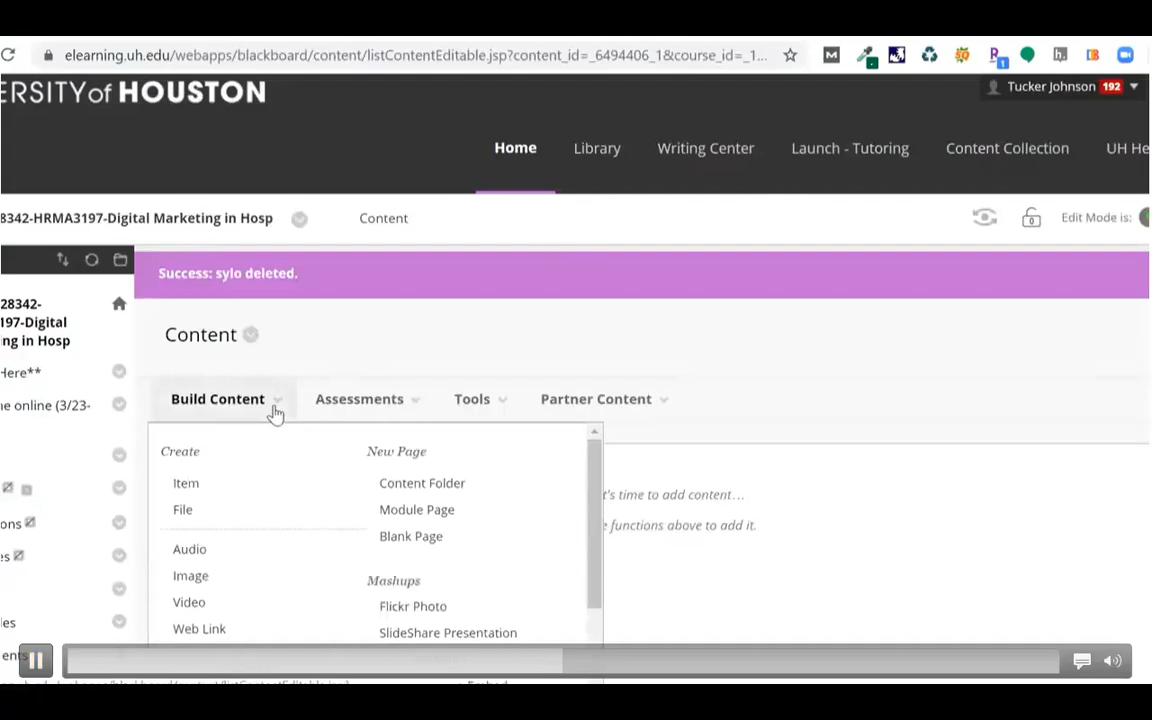 elearning.uh.edu/webapps/blackboard/content/listContentEditable.jsp?content_id=_6494406_1&course_id=_1...
ERSITY of HOUSTON
Tucker Johnson 192
Home Library Writing Center Launch - Tutoring Content Collection UH He
8342-HRMA3197-Digital Marketing in Hosp Content Edit Mode is:
Success: sylo deleted.
28342-
197-Digital
ng in Hosp
Content
Here**
Build Content Assessments Tools Partner Content
ne online (3/23-
Create New Page
Item Content Folder
t's time to add content…
File Module Page
ons
e functions above to add it.
Blank Page
Audio
es
Image Mashups
Video Flickr Photo
les
Web Link SlideShare Presentation
ents